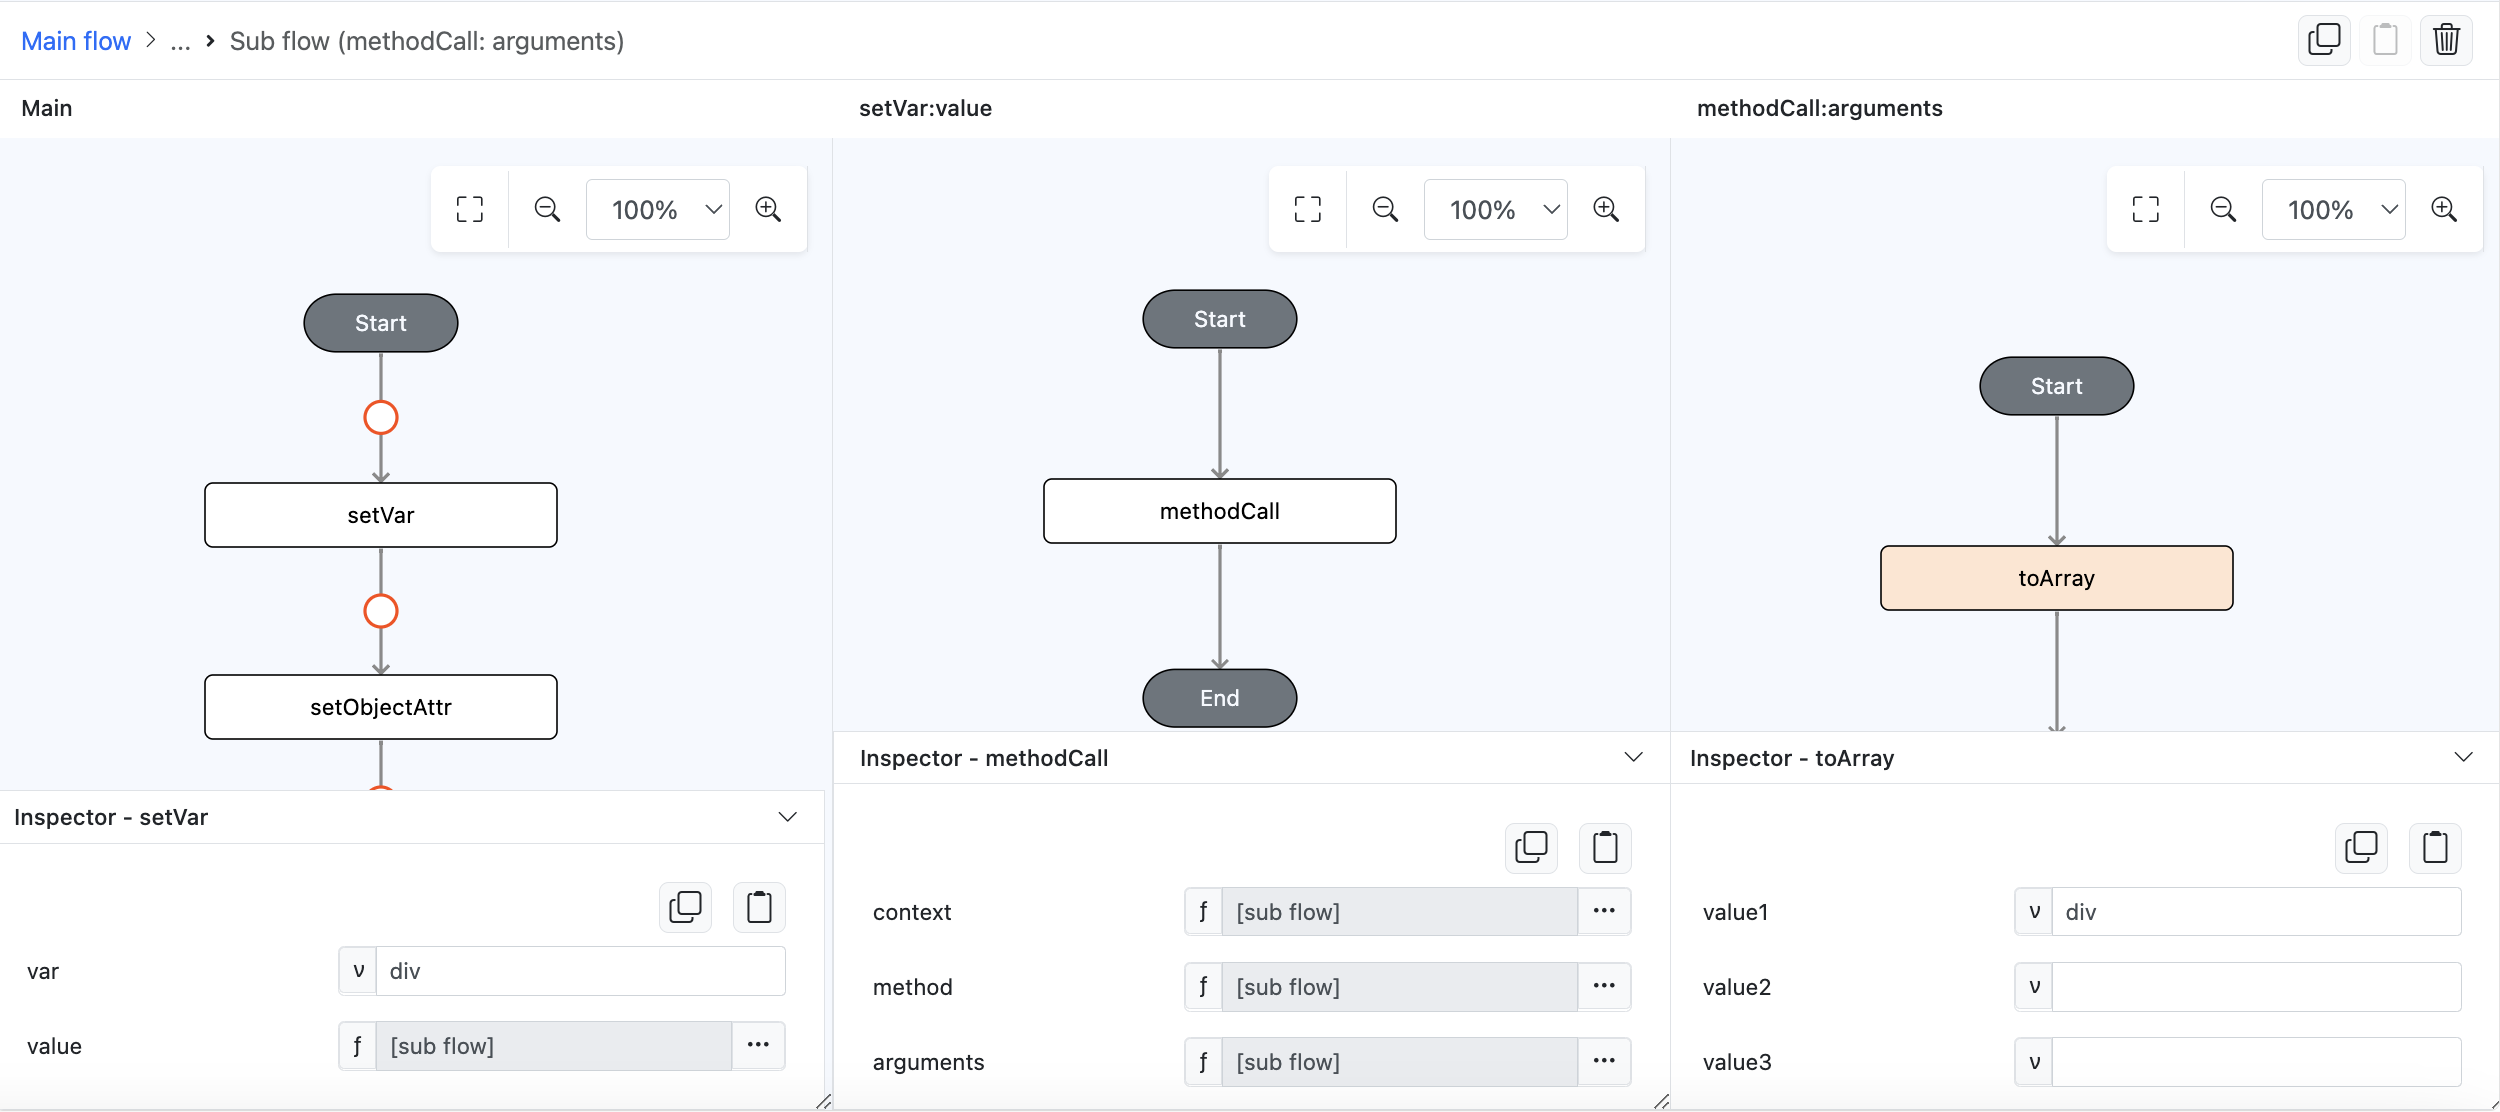 Main flow > ... > Sub flow (methodCall: arguments)
Main
100%
Start
setVar
setObjectAttr
Inspector - setVar
var
ν div
value
ƒ [sub flow] ...
setVar:value
100%
Start
methodCall
End
Inspector - methodCall
context
ƒ [sub flow] ...
method
ƒ [sub flow] ...
arguments
ƒ [sub flow] ...
methodCall:arguments
100%
Start
toArray
Inspector - toArray
value1
ν div
value2
ν
value3
ν